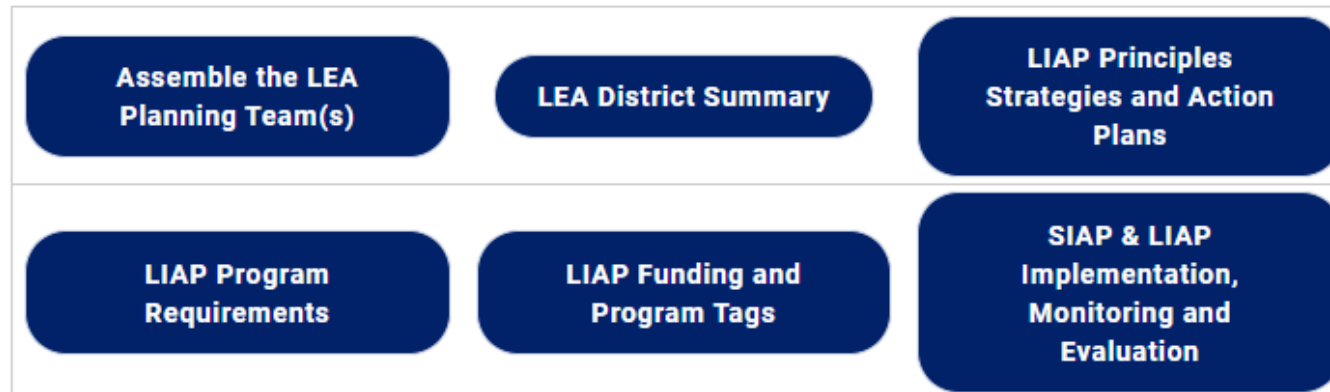 Assemble the LEA
Planning Team(s)
LEA District Summary
LIAP Principles
Strategies and Action
Plans
LIAP Program
Requirements
LIAP Funding and
Program Tags
SIAP & LIAP
Implementation,
Monitoring and
Evaluation